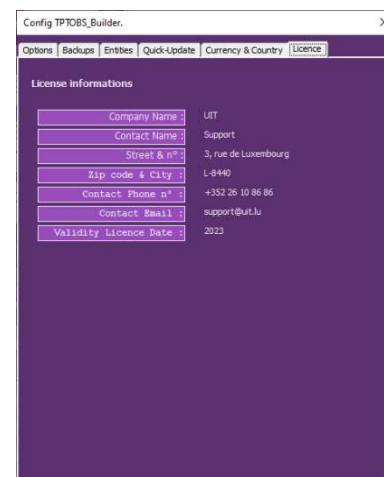 Config TPTOBS_Builder.
Options Backups Entities Quick-Update Currency & Country Licence
License informations
Company Name : UIT
Contact Name : Support
Street & n° : 3, rue de Luxembourg
Zip code & City : L-8440
Contact Phone n° : +352 26 10 86 86
Contact Email : support@uit.lu
Validity Licence Date : 2023